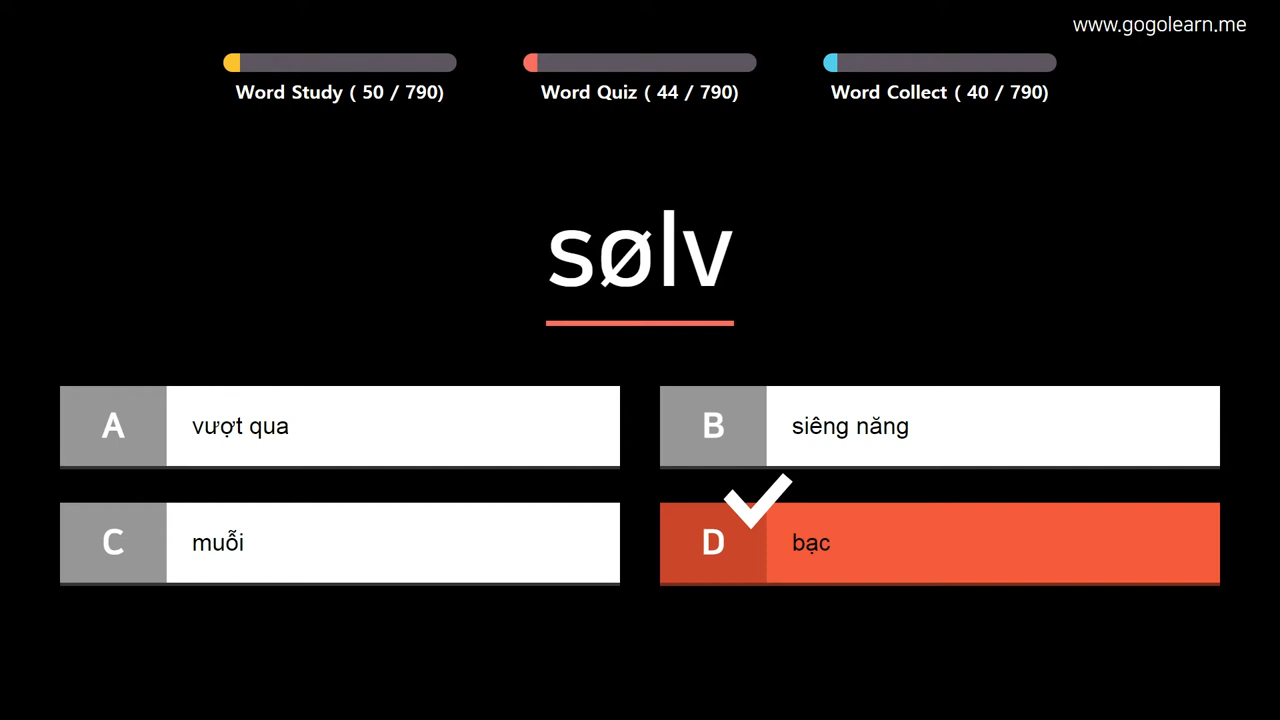 www.gogolearn.me
Word Study ( 50 / 790)
Word Quiz ( 44 / 790)
Word Collect ( 40 / 790)
sølv
A vượt qua
B siêng năng
C muỗi
D bạc